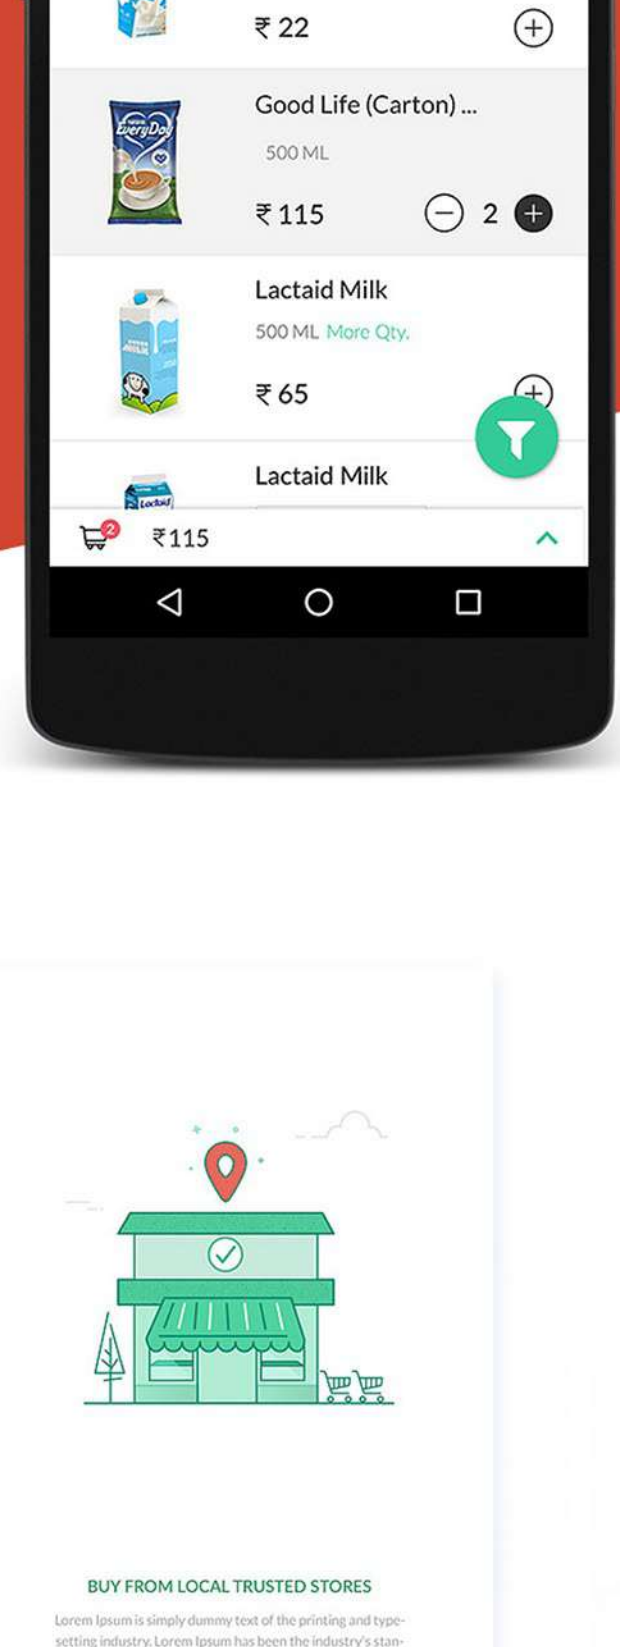 ₹ 22
Good Life (Carton) ...
EveryDay
500 ML
₹ 115
2
Lactaid Milk
500 ML More Qty.
₹ 65
Lactaid Milk
Lactaid
2
₹115
BUY FROM LOCAL TRUSTED STORES
Lorem Ipsum is simply dummy text of the printing and type-
setting industry. Lorem Ipsum has been the industry's stan-